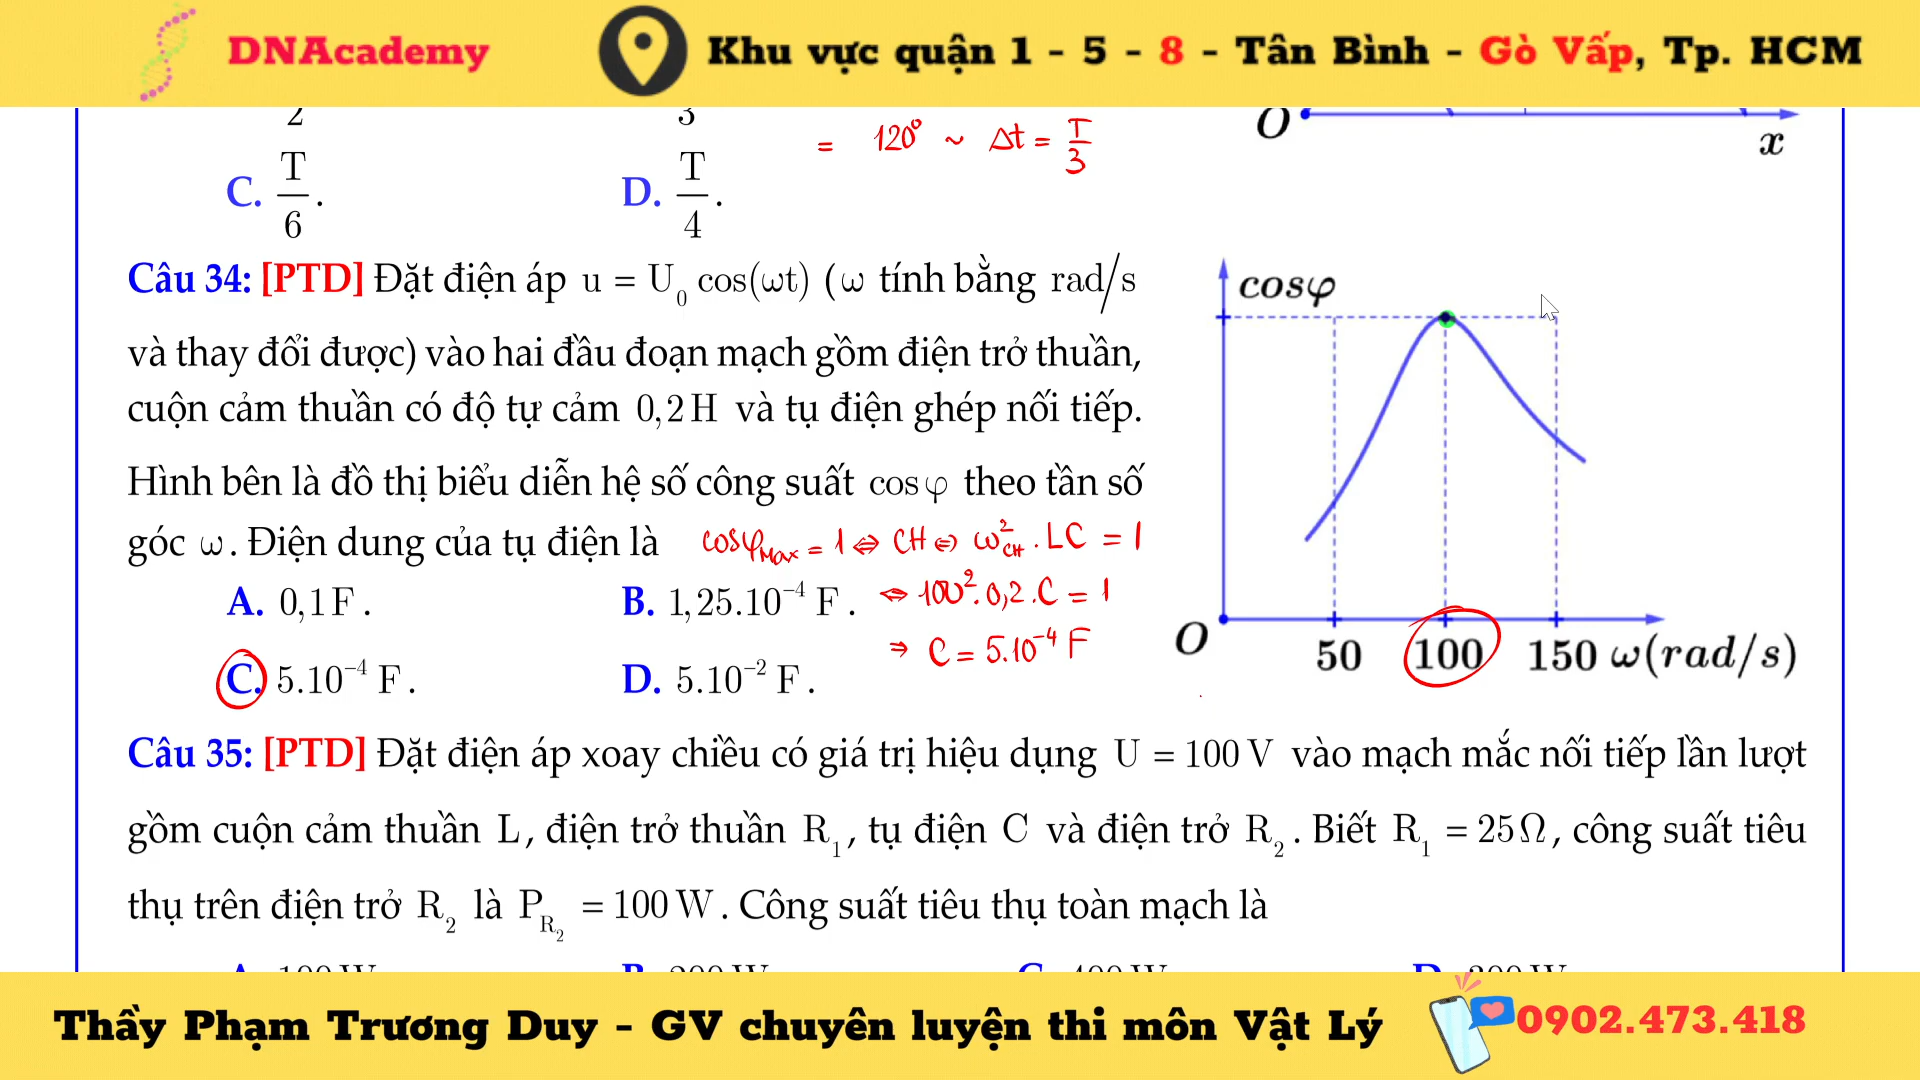 DNAcademy
Khu vực quận 1 - 5 - 8 - Tân Bình - Gò Vấp, Tp. HCM
2 3
= 120° ~ Δt = T/3
O x
C. T/6. D. T/4.
Câu 34: [PTD] Đặt điện áp u = U₀ cos(ωt) (ω tính bằng rad/s
và thay đổi được) vào hai đầu đoạn mạch gồm điện trở thuần,
cuộn cảm thuần có độ tự cảm 0,2 H và tụ điện ghép nối tiếp.
Hình bên là đồ thị biểu diễn hệ số công suất cosφ theo tần số
góc ω. Điện dung của tụ điện là
cosφMax = 1 ⇔ CH ⇔ ω²CH . LC = 1
A. 0,1 F. B. 1,25.10⁻⁴ F.
⇔ 100². 0,2 . C = 1
⇒ C = 5.10⁻⁴ F
C. 5.10⁻⁴ F. D. 5.10⁻² F.
cosφ
O 50 100 150 ω(rad/s)
Câu 35: [PTD] Đặt điện áp xoay chiều có giá trị hiệu dụng U = 100 V vào mạch mắc nối tiếp lần lượt
gồm cuộn cảm thuần L, điện trở thuần R₁, tụ điện C và điện trở R₂. Biết R₁ = 25 Ω, công suất tiêu
thụ trên điện trở R₂ là P_R₂ = 100 W. Công suất tiêu thụ toàn mạch là
Thầy Phạm Trương Duy - GV chuyên luyện thi môn Vật Lý
0902.473.418